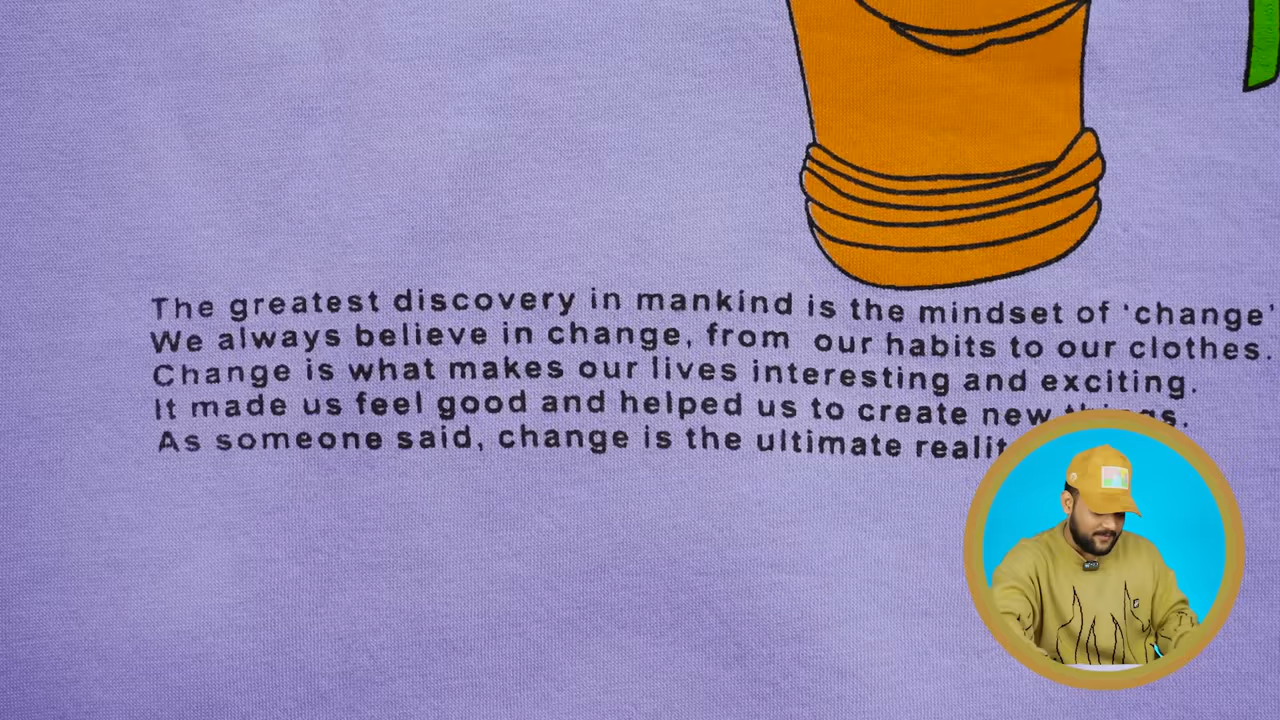 The greatest discovery in mankind is the mindset of 'change'
We always believe in change, from our habits to our clothes.
Change is what makes our lives interesting and exciting.
It made us feel good and helped us to create new
As someone said, change is the ultimate